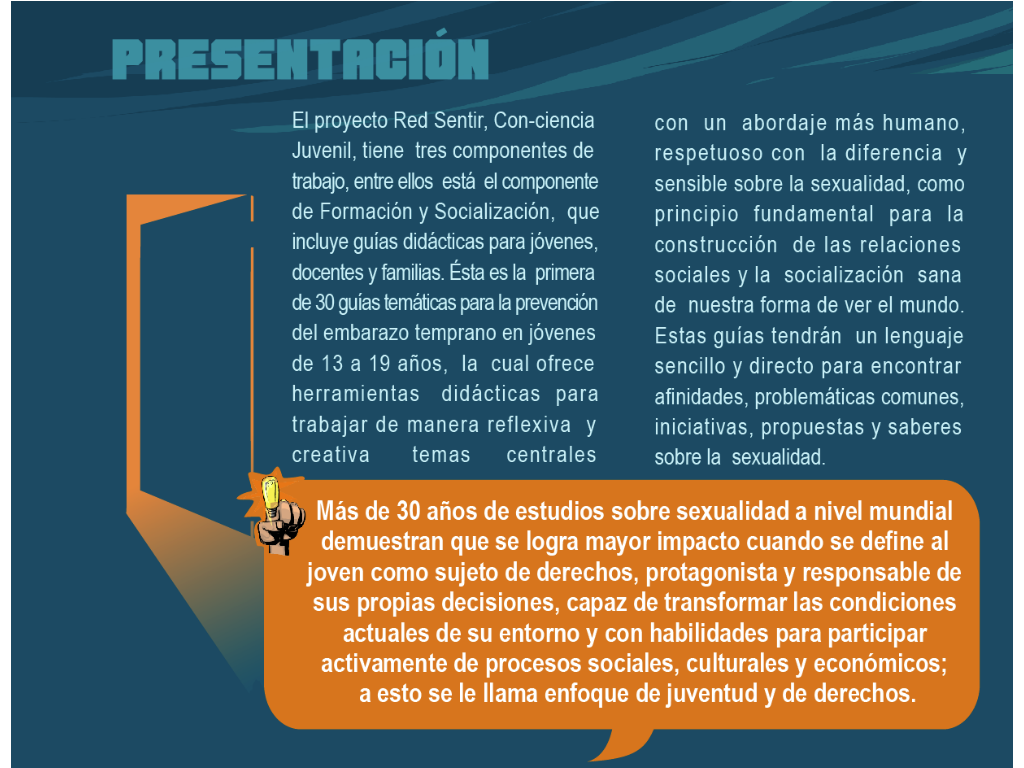 PRESENTACIÓN
El proyecto Red Sentir, Con-ciencia
Juvenil, tiene tres componentes de
trabajo, entre ellos está el componente
de Formación y Socialización, que
incluye guías didácticas para jóvenes,
docentes y familias. Ésta es la primera
de 30 guías temáticas para la prevención
del embarazo temprano en jóvenes
de 13 a 19 años, la cual ofrece
herramientas didácticas para
trabajar de manera reflexiva y
creativa temas centrales
con un abordaje más humano,
respetuoso con la diferencia y
sensible sobre la sexualidad, como
principio fundamental para la
construcción de las relaciones
sociales y la socialización sana
de nuestra forma de ver el mundo.
Estas guías tendrán un lenguaje
sencillo y directo para encontrar
afinidades, problemáticas comunes,
iniciativas, propuestas y saberes
sobre la sexualidad.
Más de 30 años de estudios sobre sexualidad a nivel mundial
demuestran que se logra mayor impacto cuando se define al
joven como sujeto de derechos, protagonista y responsable de
sus propias decisiones, capaz de transformar las condiciones
actuales de su entorno y con habilidades para participar
activamente de procesos sociales, culturales y económicos;
a esto se le llama enfoque de juventud y de derechos.